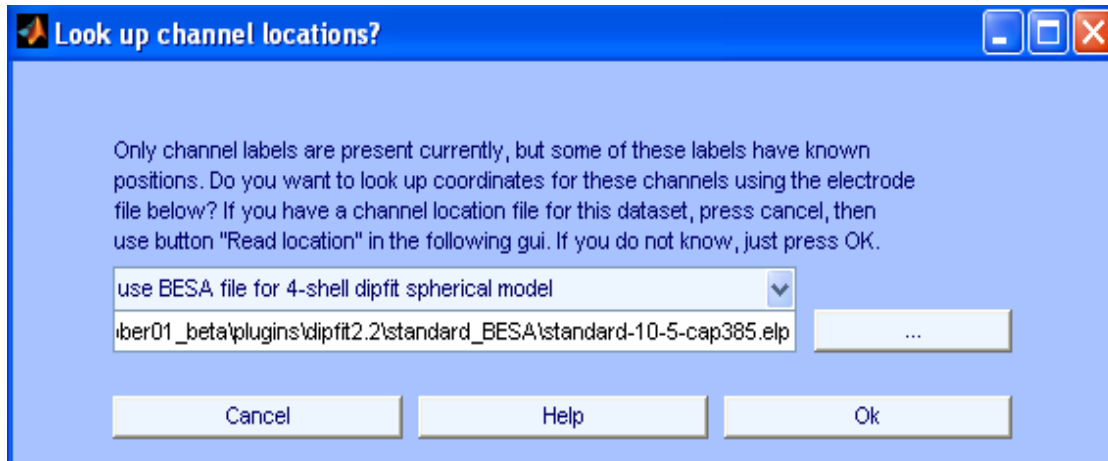 Look up channel locations?
Only channel labels are present currently, but some of these labels have known
positions. Do you want to look up coordinates for these channels using the electrode
file below? If you have a channel location file for this dataset, press cancel, then
use button "Read location" in the following gui. If you do not know, just press OK.
use BESA file for 4-shell dipfit spherical model
ber01_beta\plugins\dipfit2.2\standard_BESA\standard-10-5-cap385.elp ...
Cancel Help Ok